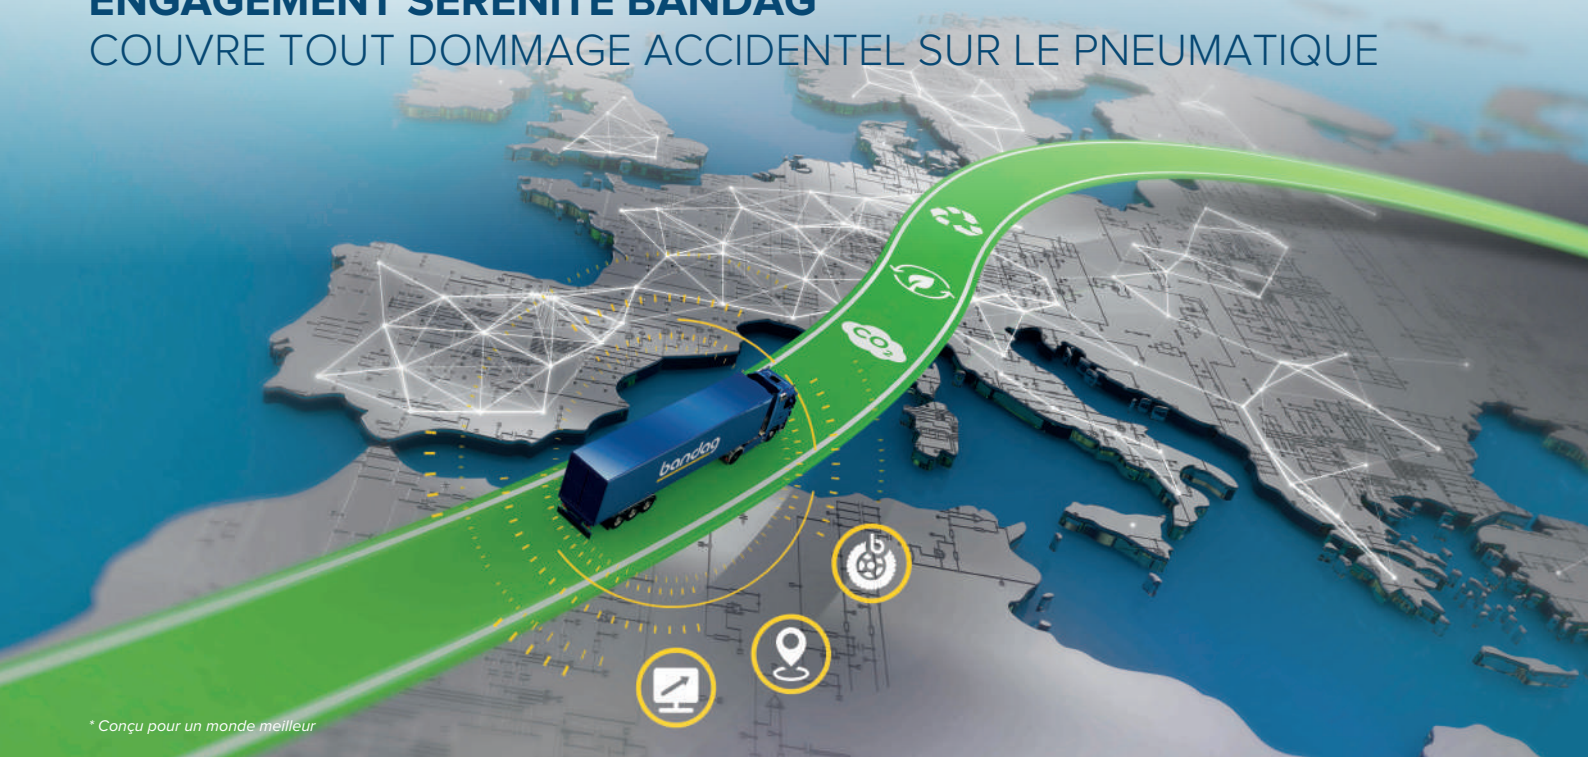 ENGAGEMENT SÉRÉNITÉ BANDAG
COUVRE TOUT DOMMAGE ACCIDENTEL SUR LE PNEUMATIQUE
CO₂
bandag
* Conçu pour un monde meilleur